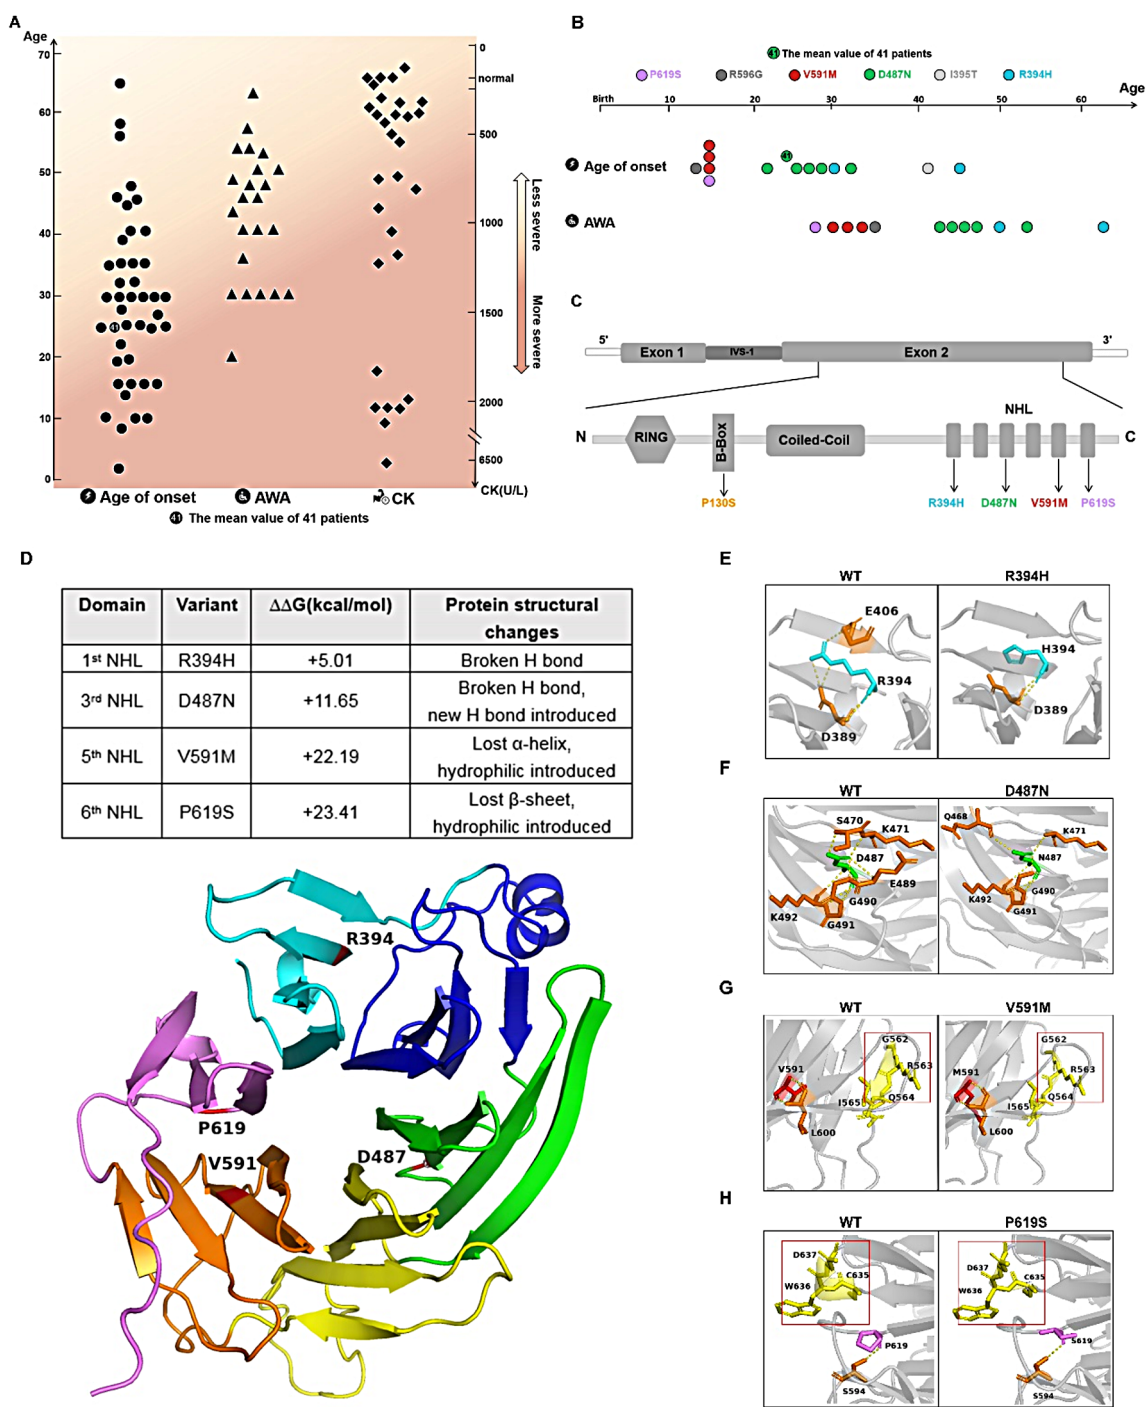 A
Age
70
60
50
40
30
20
10
0
0
normal
500
1000
1500
2000
6500
CK(U/L)
Less severe
More severe
Age of onset
AWA
CK
41 The mean value of 41 patients
41
B
41 The mean value of 41 patients
P619S R596G V591M D487N I395T R394H
Age
Birth 10 20 30 40 50 60
41
Age of onset
AWA
C
5' Exon 1 IVS-1 Exon 2 3'
NHL
N RING B-Box Coiled-Coil C
P130S R394H D487N V591M P619S
D
Domain Variant ΔΔG(kcal/mol) Protein structural
changes
1st NHL R394H +5.01 Broken H bond
3rd NHL D487N +11.65 Broken H bond,
new H bond introduced
5th NHL V591M +22.19 Lost α-helix,
hydrophilic introduced
6th NHL P619S +23.41 Lost β-sheet,
hydrophilic introduced
R394
P619
V591
D487
E
WT R394H
E406
R394
D389
H394
D389
F
WT D487N
S470
K471
D487
E489
G490
K492
G491
Q468
K471
N487
G490
K492
G491
G
WT V591M
G562
V591
R563
I565
Q564
L600
G562
M591
R563
I565
Q564
L600
H
WT P619S
D637
C635
W636
P619
S594
D637
C635
W636
S619
S594